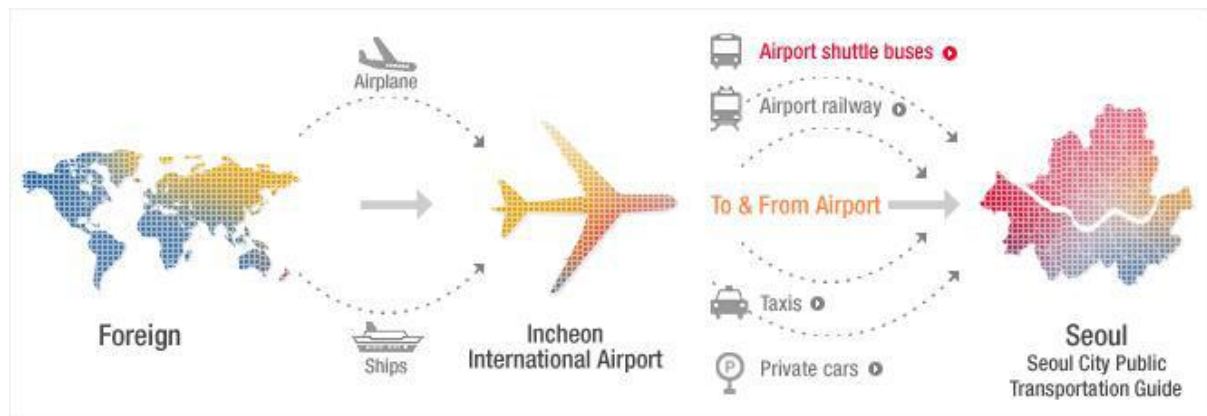 Airplane
Foreign
Ships
Incheon
International Airport
Airport shuttle buses
Airport railway
To & From Airport
Taxis
P
Private cars
Seoul
Seoul City Public
Transportation Guide